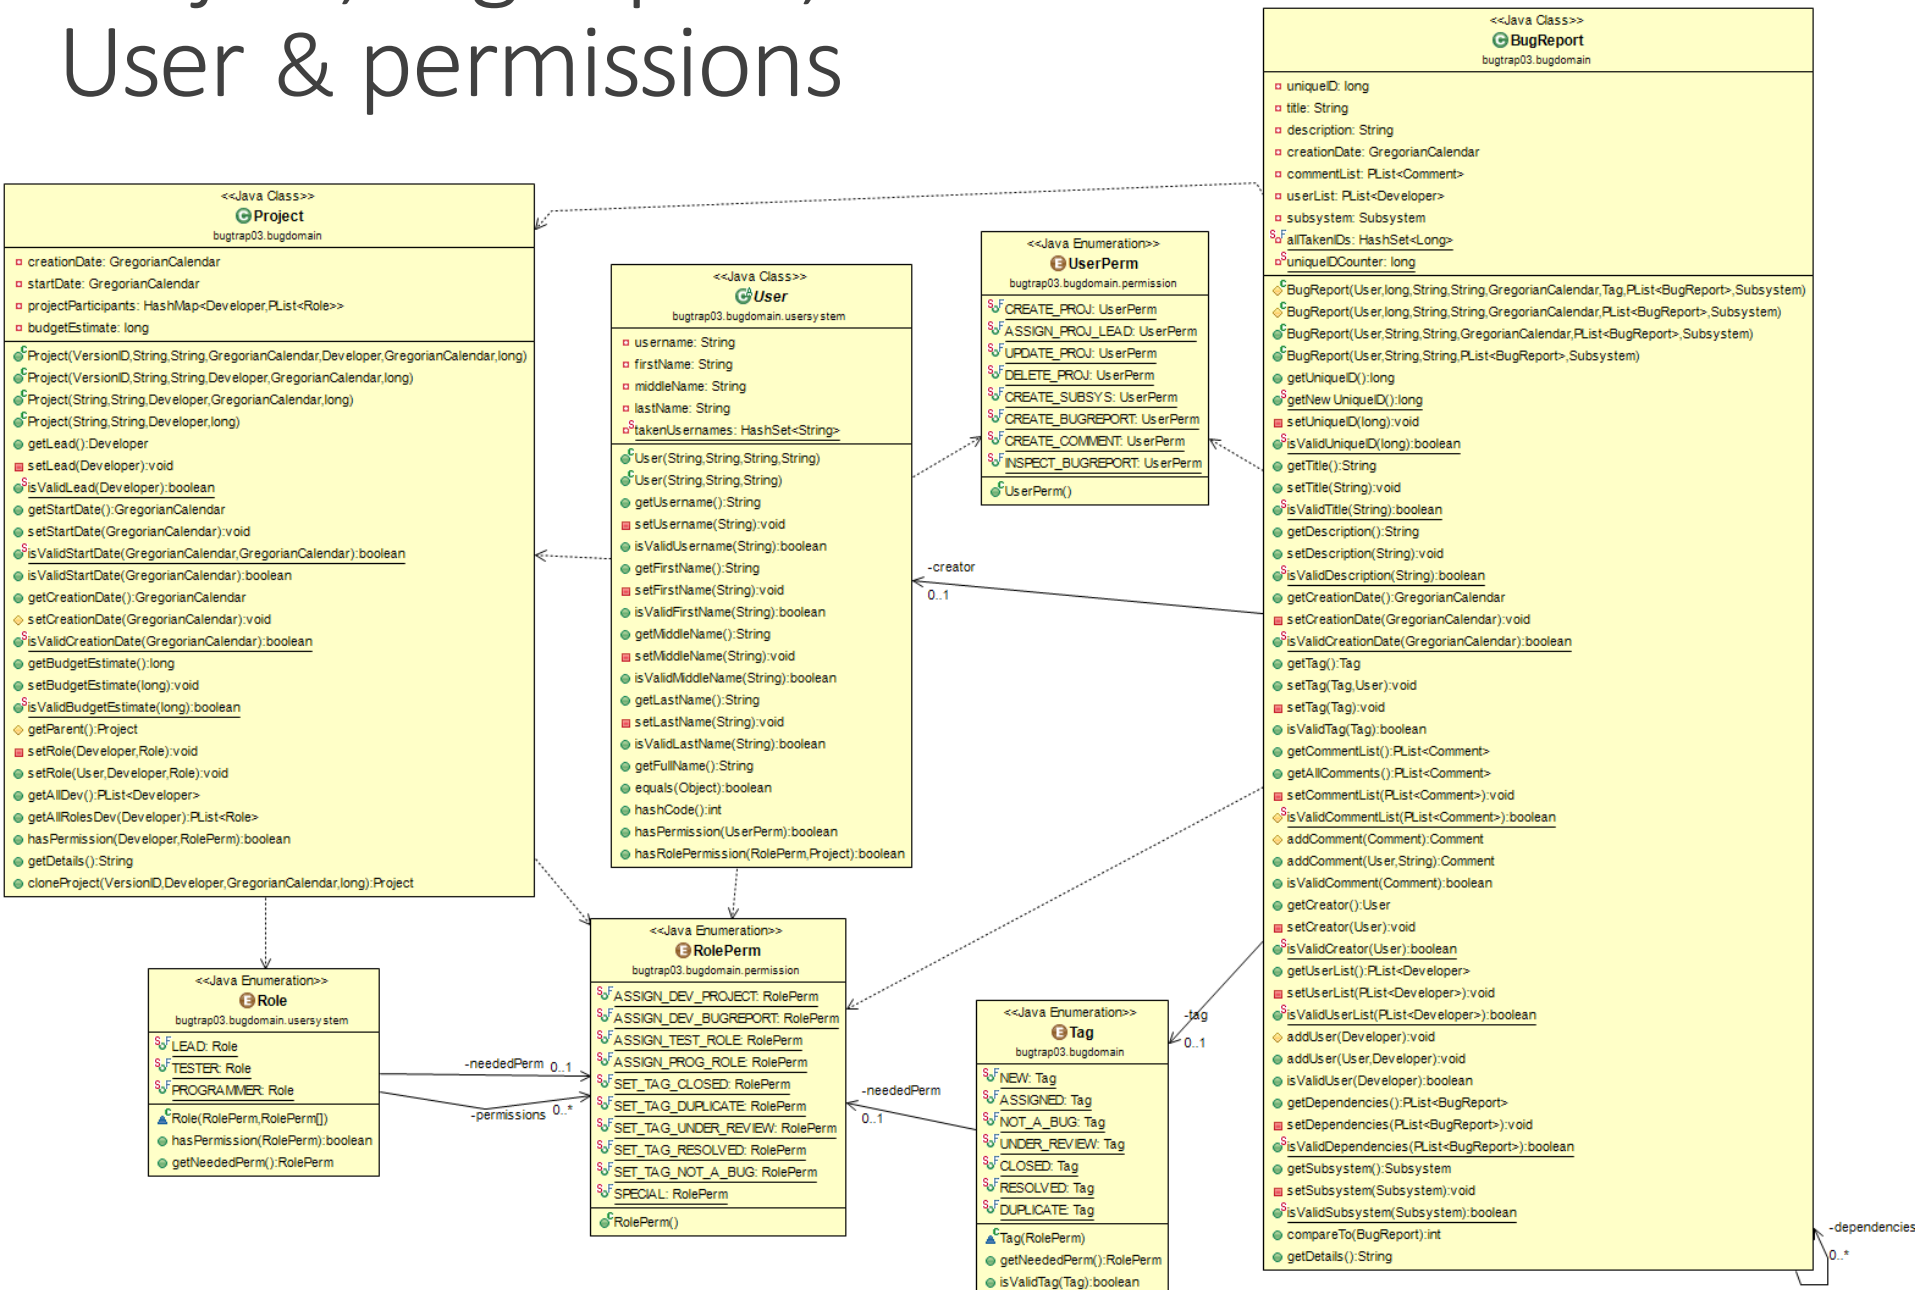 User & permissions
<<Java Class>>
Project
bugtrap03.bugdomain
creationDate: GregorianCalendar
startDate: GregorianCalendar
projectParticipants: HashMap<Developer,PList<Role>>
budgetEstimate: long
Project(VersionID,String,String,GregorianCalendar,Developer,GregorianCalendar,long)
Project(VersionID,String,String,Developer,GregorianCalendar,long)
Project(String,String,Developer,GregorianCalendar,long)
Project(String,String,Developer,long)
getLead():Developer
setLead(Developer):void
isValidLead(Developer):boolean
getStartDate():GregorianCalendar
setStartDate(GregorianCalendar):void
isValidStartDate(GregorianCalendar,GregorianCalendar):boolean
isValidStartDate(GregorianCalendar):boolean
getCreationDate():GregorianCalendar
setCreationDate(GregorianCalendar):void
isValidCreationDate(GregorianCalendar):boolean
getBudgetEstimate():long
setBudgetEstimate(long):void
isValidBudgetEstimate(long):boolean
getParent():Project
setRole(Developer,Role):void
setRole(User,Developer,Role):void
getAllDev():PList<Developer>
getAllRolesDev(Developer):PList<Role>
hasPermission(Developer,RolePerm):boolean
getDetails():String
cloneProject(VersionID,Developer,GregorianCalendar,long):Project
<<Java Class>>
User
bugtrap03.bugdomain.usersystem
username: String
firstName: String
middleName: String
lastName: String
takenUsernames: HashSet<String>
User(String,String,String,String)
User(String,String,String)
getUsername():String
setUsername(String):void
isValidUsername(String):boolean
getFirstName():String
setFirstName(String):void
isValidFirstName(String):boolean
getMiddleName():String
setMiddleName(String):void
isValidMiddleName(String):boolean
getLastName():String
setLastName(String):void
isValidLastName(String):boolean
getFullName():String
equals(Object):boolean
hashCode():int
hasPermission(UserPerm):boolean
hasRolePermission(RolePerm,Project):boolean
<<Java Enumeration>>
UserPerm
bugtrap03.bugdomain.permission
CREATE_PROJ: UserPerm
ASSIGN_PROJ_LEAD: UserPerm
UPDATE_PROJ: UserPerm
DELETE_PROJ: UserPerm
CREATE_SUBSYS: UserPerm
CREATE_BUGREPORT: UserPerm
CREATE_COMMENT: UserPerm
INSPECT_BUGREPORT: UserPerm
UserPerm()
-creator
0..1
<<Java Class>>
BugReport
bugtrap03.bugdomain
uniqueID: long
title: String
description: String
creationDate: GregorianCalendar
commentList: PList<Comment>
userList: PList<Developer>
subsystem: Subsystem
allTakenIDs: HashSet<Long>
uniqueIDCounter: long
BugReport(User,long,String,String,GregorianCalendar,Tag,PList<BugReport>,Subsystem)
BugReport(User,long,String,String,GregorianCalendar,PList<BugReport>,Subsystem)
BugReport(User,String,String,GregorianCalendar,PList<BugReport>,Subsystem)
BugReport(User,String,String,PList<BugReport>,Subsystem)
getUniqueID():long
getNewUniqueID():long
setUniqueID(long):void
isValidUniqueID(long):boolean
getTitle():String
setTitle(String):void
isValidTitle(String):boolean
getDescription():String
setDescription(String):void
isValidDescription(String):boolean
getCreationDate():GregorianCalendar
setCreationDate(GregorianCalendar):void
isValidCreationDate(GregorianCalendar):boolean
getTag():Tag
setTag(Tag,User):void
setTag(Tag):void
isValidTag(Tag):boolean
getCommentList():PList<Comment>
getAllComments():PList<Comment>
setCommentList(PList<Comment>):void
isValidCommentList(PList<Comment>):boolean
addComment(Comment):Comment
addComment(User,String):Comment
isValidComment(Comment):boolean
getCreator():User
setCreator(User):void
isValidCreator(User):boolean
getUserList():PList<Developer>
setUserList(PList<Developer>):void
isValidUserList(PList<Developer>):boolean
addUser(Developer):void
addUser(User,Developer):void
isValidUser(Developer):boolean
getDependencies():PList<BugReport>
setDependencies(PList<BugReport>):void
isValidDependencies(PList<BugReport>):boolean
getSubsystem():Subsystem
setSubsystem(Subsystem):void
isValidSubsystem(Subsystem):boolean
compareTo(BugReport):int
getDetails():String
-dependencies
0..*
<<Java Enumeration>>
Role
bugtrap03.bugdomain.usersystem
LEAD: Role
TESTER: Role
PROGRAMMER: Role
Role(RolePerm,RolePerm[])
hasPermission(RolePerm):boolean
getNeededPerm():RolePerm
-neededPerm 0..1
-permissions 0..*
<<Java Enumeration>>
RolePerm
bugtrap03.bugdomain.permission
ASSIGN_DEV_PROJECT: RolePerm
ASSIGN_DEV_BUGREPORT: RolePerm
ASSIGN_TEST_ROLE: RolePerm
ASSIGN_PROG_ROLE: RolePerm
SET_TAG_CLOSED: RolePerm
SET_TAG_DUPLICATE: RolePerm
SET_TAG_UNDER_REVIEW: RolePerm
SET_TAG_RESOLVED: RolePerm
SET_TAG_NOT_A_BUG: RolePerm
SPECIAL: RolePerm
RolePerm()
-neededPerm
0..1
<<Java Enumeration>>
Tag
bugtrap03.bugdomain
NEW: Tag
ASSIGNED: Tag
NOT_A_BUG: Tag
UNDER_REVIEW: Tag
CLOSED: Tag
RESOLVED: Tag
DUPLICATE: Tag
Tag(RolePerm)
getNeededPerm():RolePerm
isValidTag(Tag):boolean
-tag
0..1